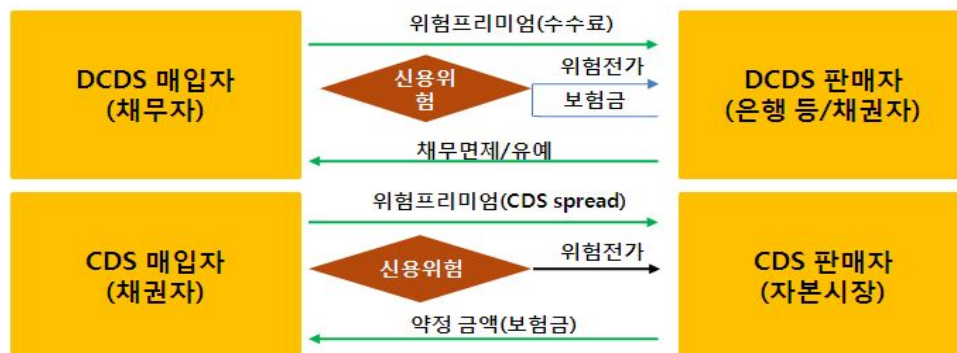 위험프리미엄(수수료)
DCDS 매입자
(채무자)
신용위
험
위험전가
보험금
DCDS 판매자
(은행 등/채권자)
채무면제/유예
위험프리미엄(CDS spread)
CDS 매입자
(채권자)
신용위험
위험전가
CDS 판매자
(자본시장)
약정 금액(보험금)